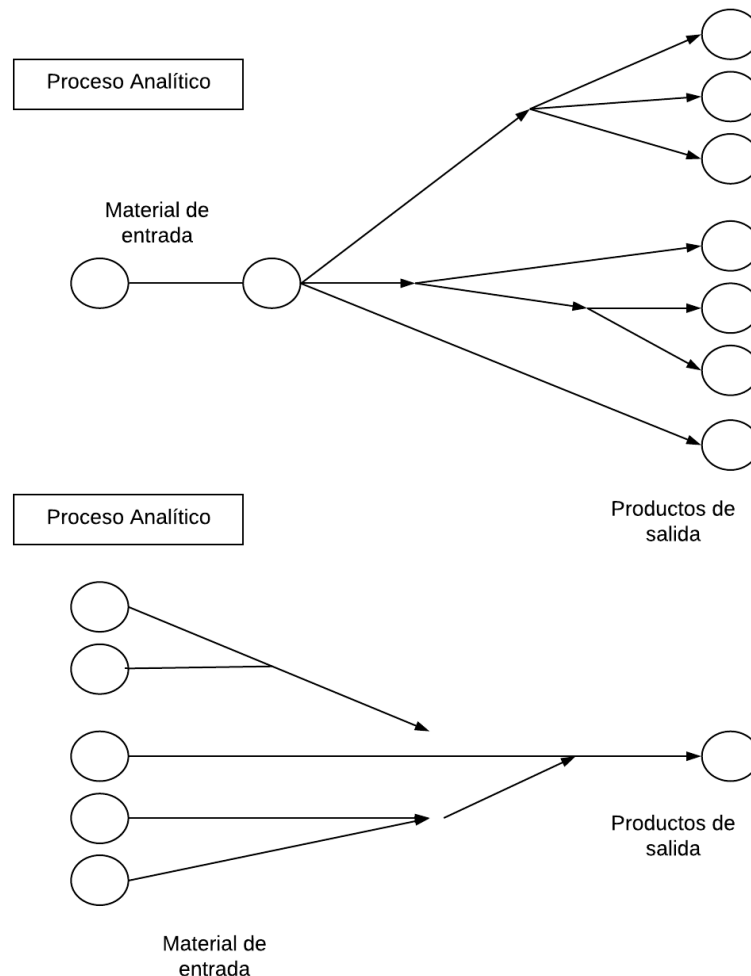 Proceso Analítico
Material de
entrada
Productos de
salida
Proceso Analítico
Productos de
salida
Material de
entrada